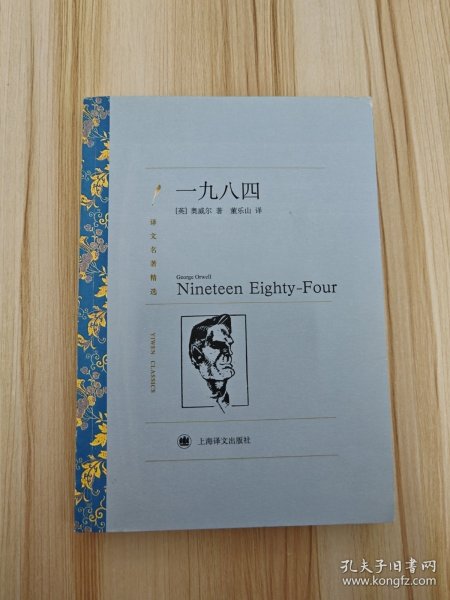 一九八四
[英] 奥威尔 著 董乐山 译
译文名著精选
YIWEN CLASSICS
George Orwell
Nineteen Eighty-Four
上海译文出版社
孔夫子旧书网
www.kongfz.com